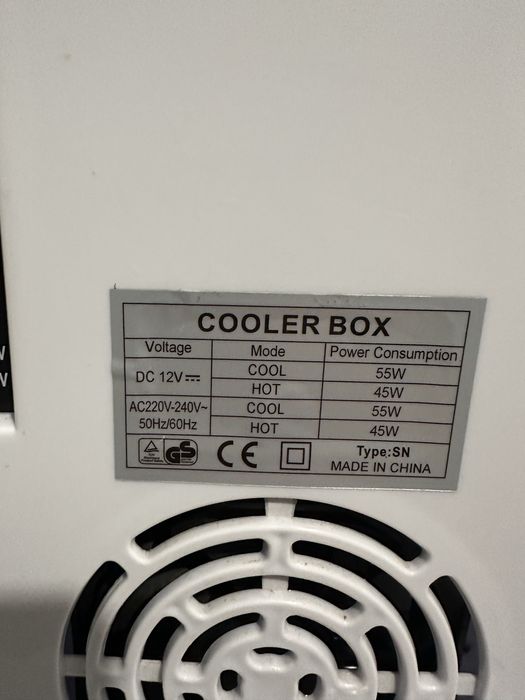 COOLER BOX
Voltage Mode Power Consumption
DC 12V⎓ COOL 55W
HOT 45W
AC220V-240V~ 50Hz/60Hz COOL 55W
HOT 45W
GS CE Type:SN
MADE IN CHINA
W
W